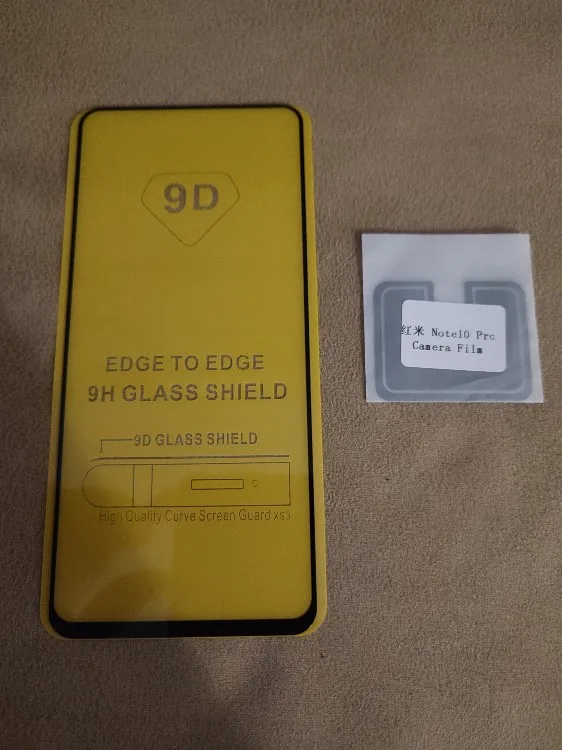 9D
EDGE TO EDGE
9H GLASS SHIELD
9D GLASS SHIELD
High Quality Curve Screen Guard xs3
红米 Note10 Pro
Camera Film